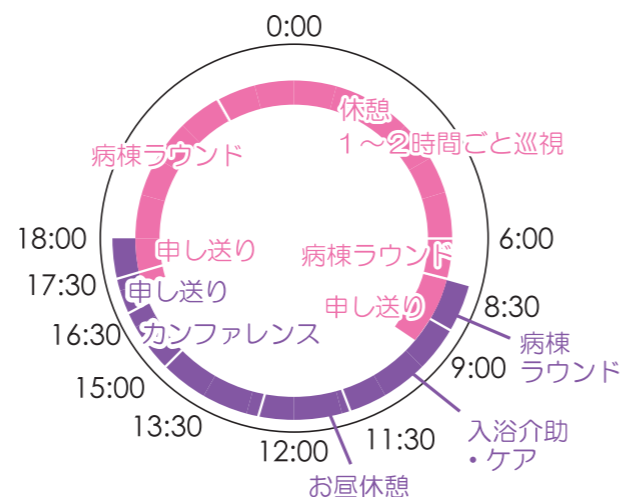 0:00
休憩
1～2時間ごと巡視
病棟ラウンド
18:00
申し送り
病棟ラウンド
6:00
17:30
申し送り
申し送り
8:30
16:30
カンファレンス
病棟
ラウンド
15:00
9:00
13:30
12:00
11:30
入浴介助
・ケア
お昼休憩